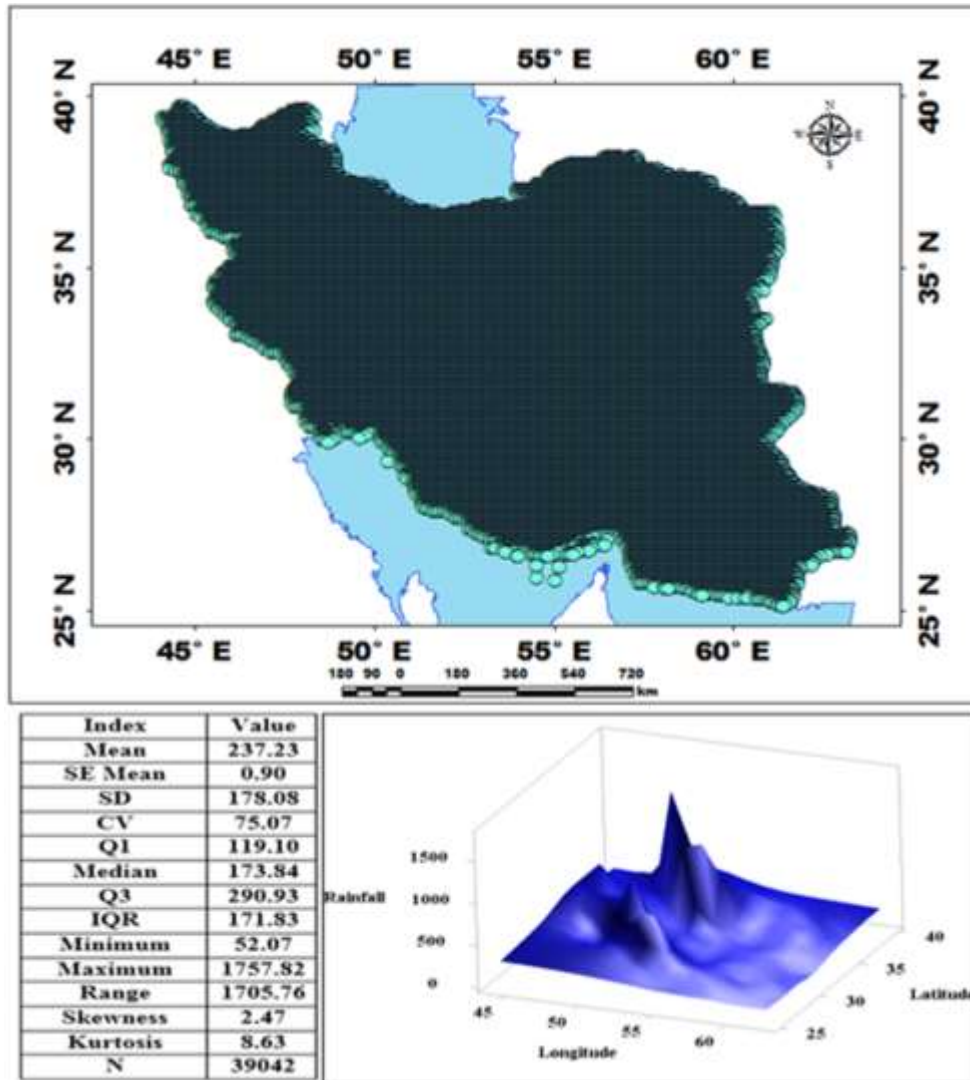 45° E 50° E 55° E 60° E
40° N 40° N
35° N 35° N
30° N 30° N
25° N 25° N
N
E
S
45° E 50° E 55° E 60° E
180 90 0 180 360 540 720
km
Index Value
Mean 237.23
SE Mean 0.90
SD 178.08
CV 75.07
Q1 119.10
Median 173.84
Q3 290.93
IQR 171.83
Minimum 52.07
Maximum 1757.82
Range 1705.76
Skewness 2.47
Kurtosis 8.63
N 39042
1500
1000
Rainfall
500
0
45
50
55
60
Longitude
40
35
30
25
Latitude